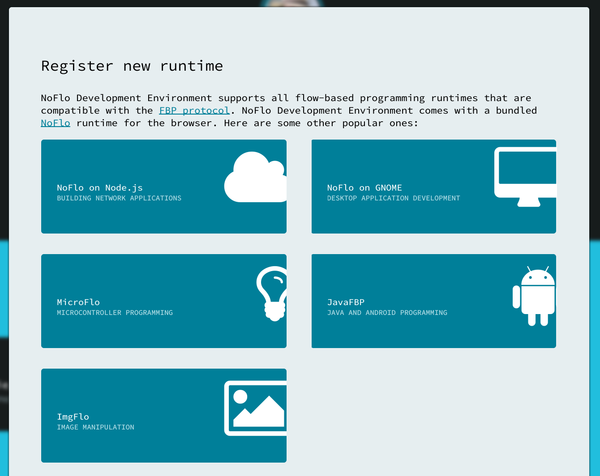 Register new runtime
NoFlo Development Environment supports all flow-based programming runtimes that are
compatible with the FBP protocol. NoFlo Development Environment comes with a bundled
NoFlo runtime for the browser. Here are some other popular ones:
NoFlo on Node.js
BUILDING NETWORK APPLICATIONS
NoFlo on GNOME
DESKTOP APPLICATION DEVELOPMENT
MicroFlo
MICROCONTROLLER PROGRAMMING
JavaFBP
JAVA AND ANDROID PROGRAMMING
ImgFlo
IMAGE MANIPULATION